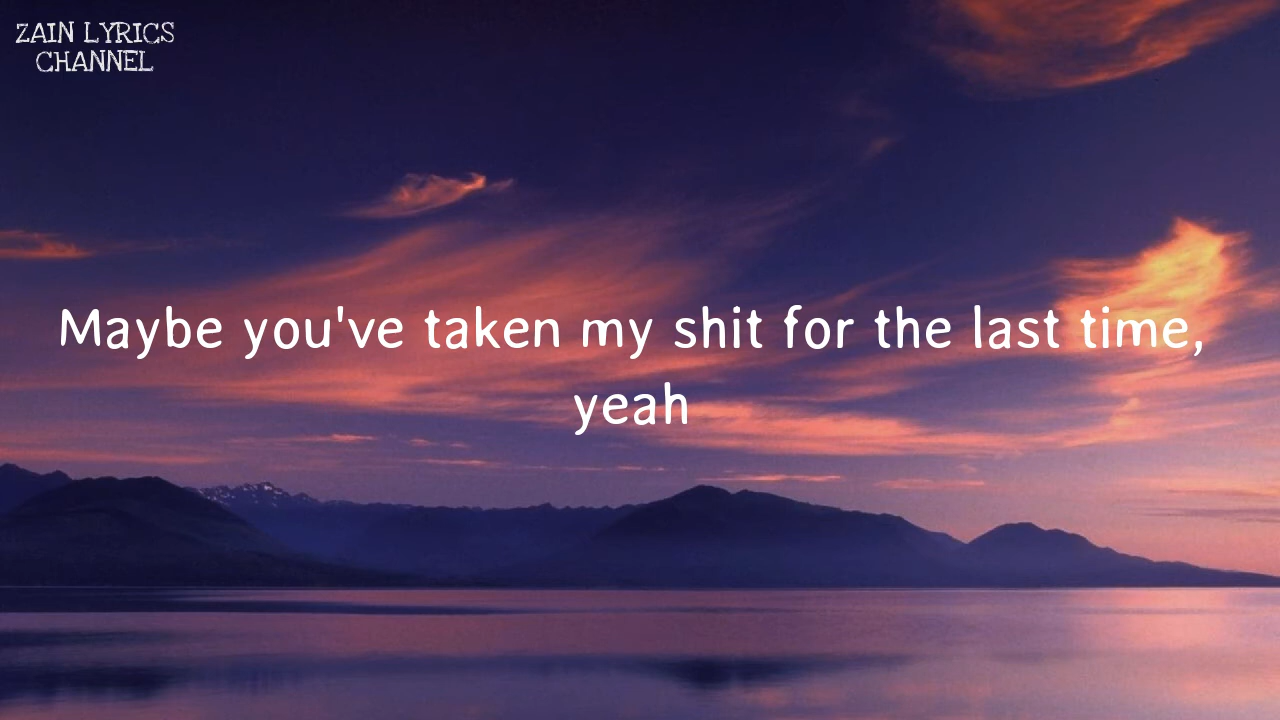 ZAIN LYRICS
CHANNEL
Maybe you've taken my shit for the last time,
yeah